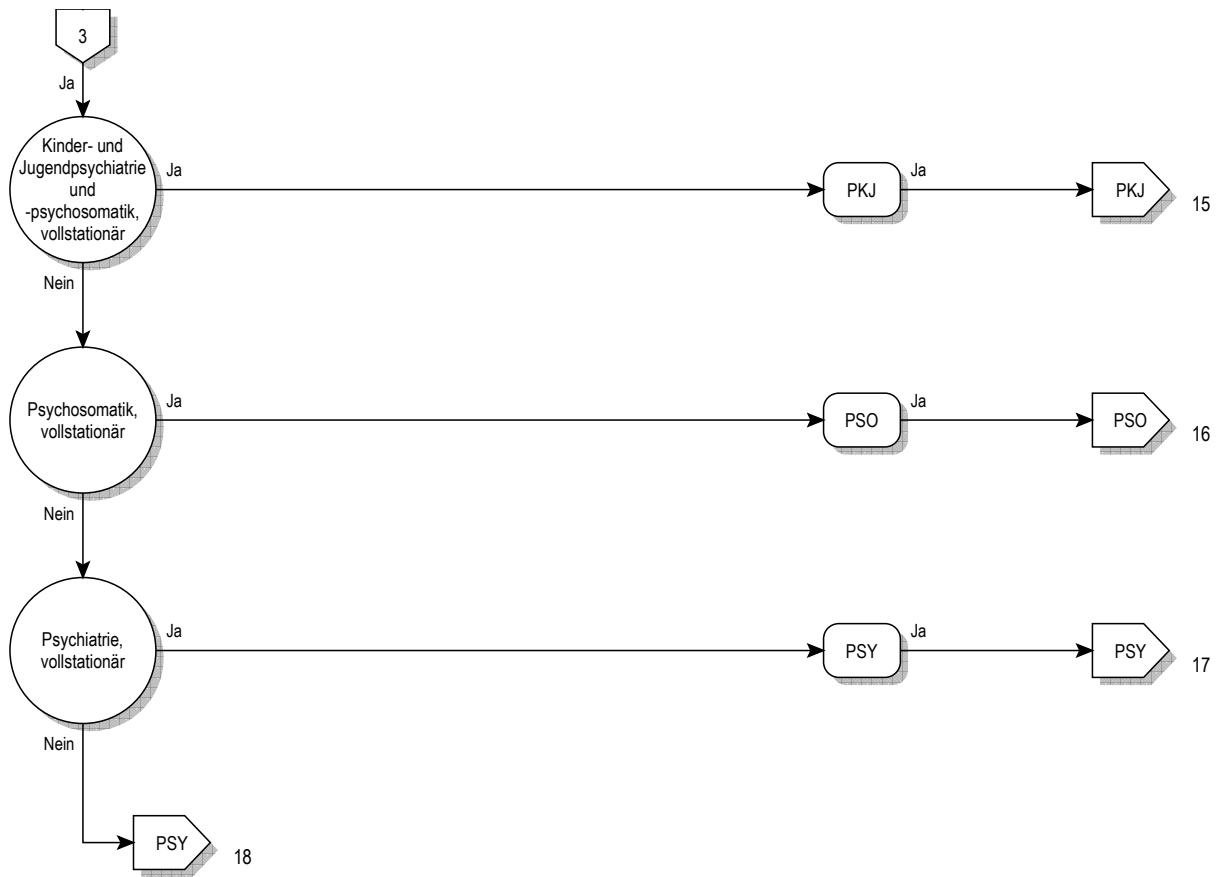 3
Ja
Kinder- und
Jugendpsychiatrie
und
-psychosomatik,
vollstationär
Ja
PKJ
Ja
PKJ
15
Nein
Psychosomatik,
vollstationär
Ja
PSO
Ja
PSO
16
Nein
Psychiatrie,
vollstationär
Ja
PSY
Ja
PSY
17
Nein
PSY
18